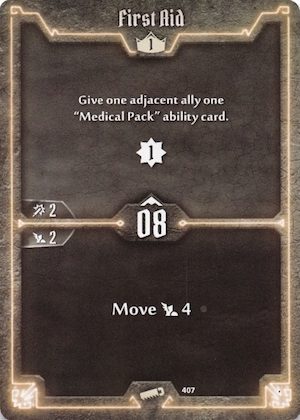 First Aid
1
Give one adjacent ally one
“Medical Pack” ability card.
1
2
08
2
Move 4
407